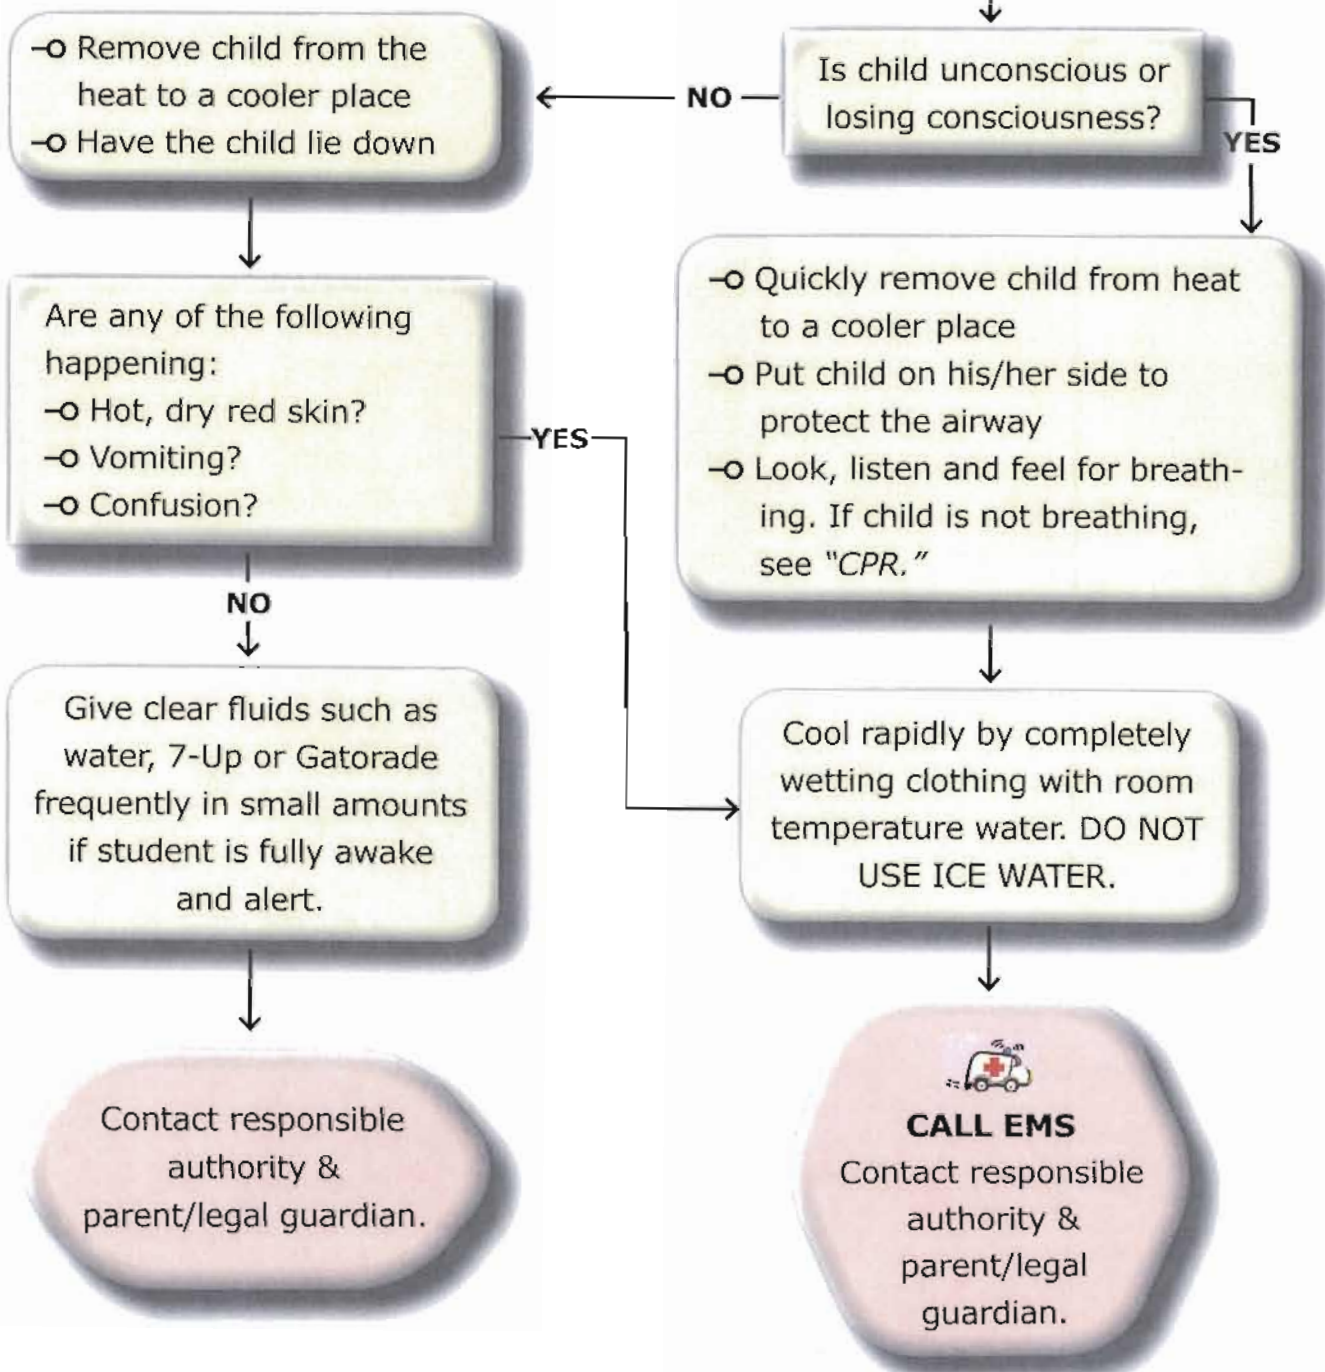 Is child unconscious or
losing consciousness?
NO
YES
–o Remove child from the
heat to a cooler place
–o Have the child lie down
Are any of the following
happening:
–o Hot, dry red skin?
–o Vomiting?
–o Confusion?
YES
NO
Give clear fluids such as
water, 7-Up or Gatorade
frequently in small amounts
if student is fully awake
and alert.
Contact responsible
authority &
parent/legal guardian.
–o Quickly remove child from heat
to a cooler place
–o Put child on his/her side to
protect the airway
–o Look, listen and feel for breath-
ing. If child is not breathing,
see "CPR."
Cool rapidly by completely
wetting clothing with room
temperature water. DO NOT
USE ICE WATER.
CALL EMS
Contact responsible
authority &
parent/legal
guardian.